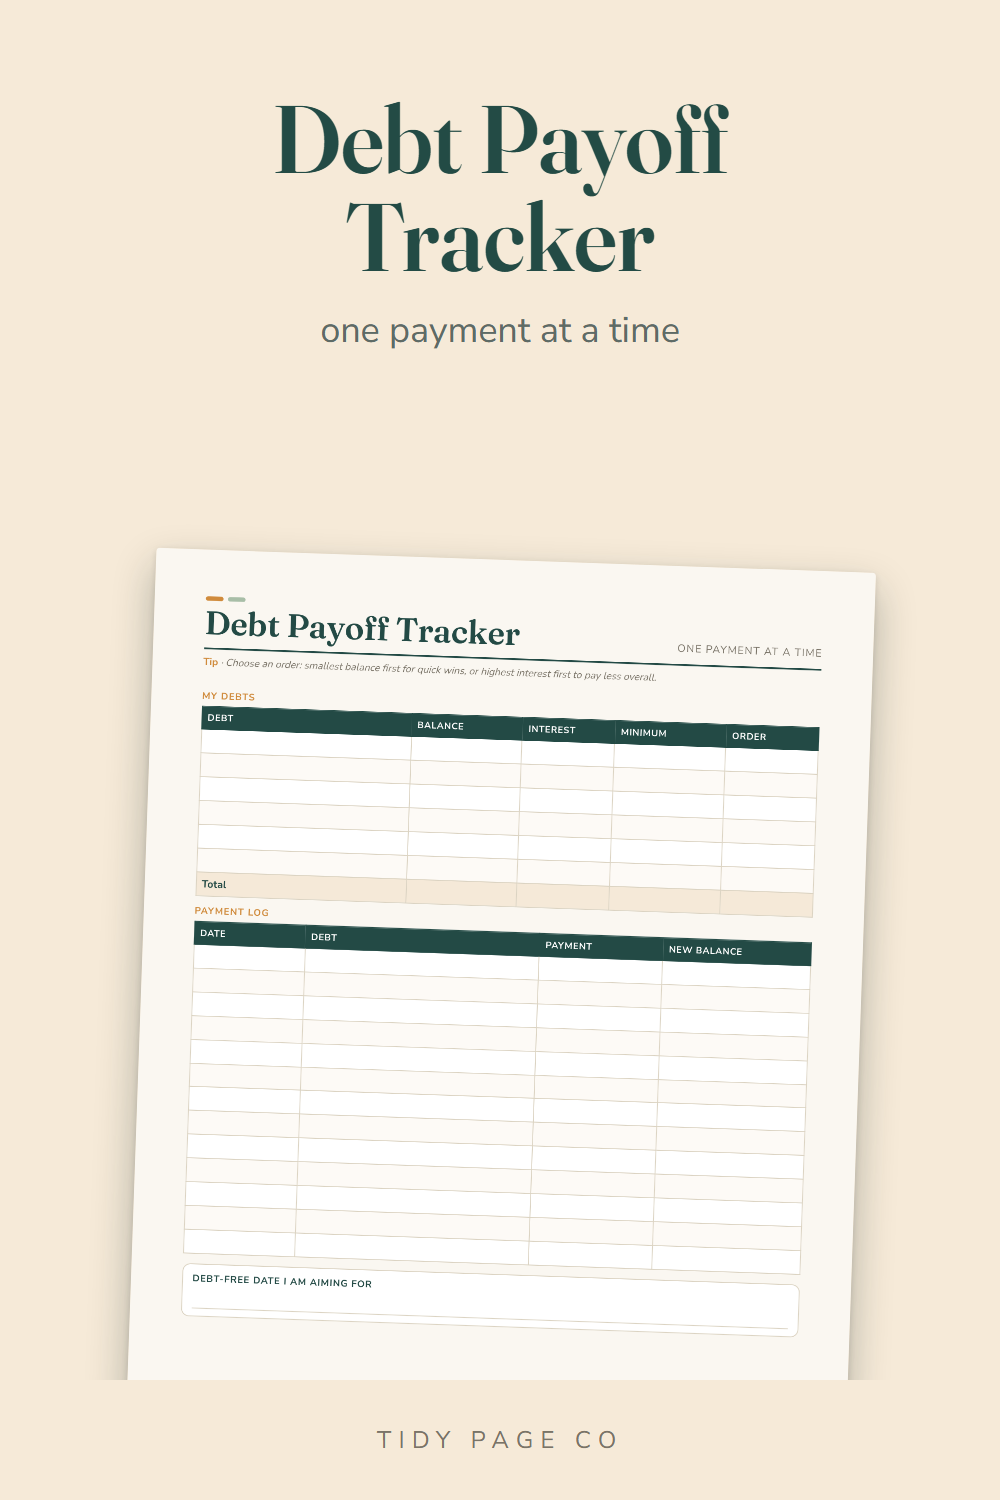 Debt Payoff
Tracker
one payment at a time
Debt Payoff Tracker
ONE PAYMENT AT A TIME
Tip · Choose an order: smallest balance first for quick wins, or highest interest first to pay less overall.
MY DEBTS
DEBT BALANCE INTEREST MINIMUM ORDER
Total
PAYMENT LOG
DATE DEBT PAYMENT NEW BALANCE
DEBT-FREE DATE I AM AIMING FOR
TIDY PAGE CO